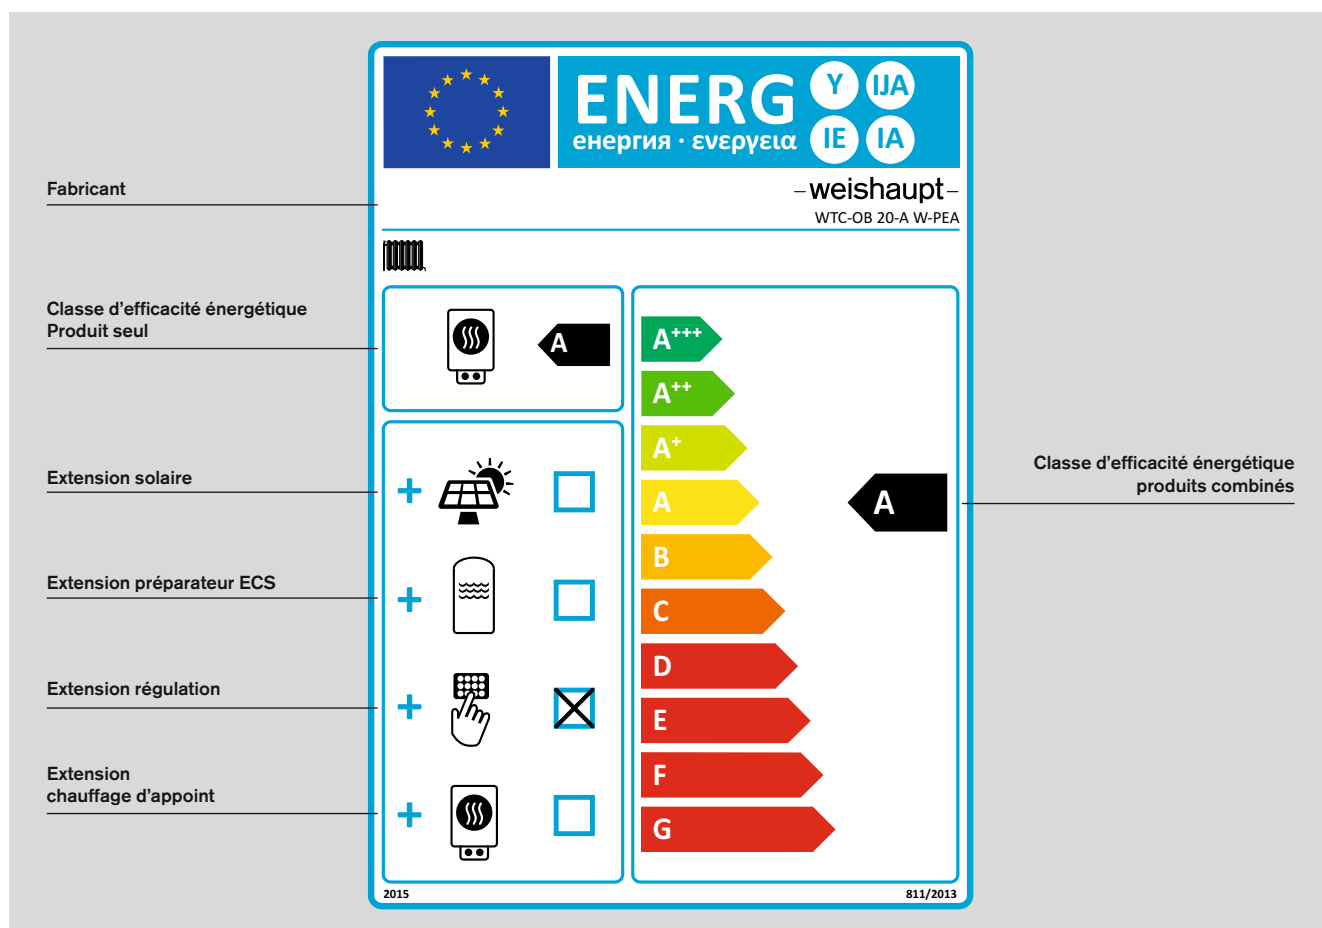 ENERG
Y IJA
IE IA
енергия · ενεργεια
Fabricant
–weishaupt–
WTC-OB 20-A W-PEA
Classe d’efficacité énergétique
Produit seul
A
Extension solaire
Extension préparateur ECS
Extension régulation
Extension
chauffage d’appoint
A+++
A++
A+
A
B
C
D
E
F
G
A
Classe d’efficacité énergétique
produits combinés
2015
811/2013